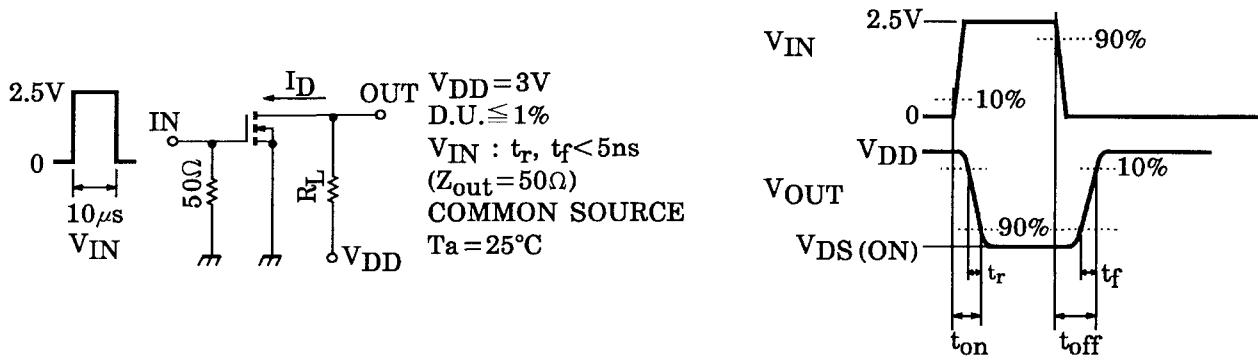 2.5V
0
10μs
V_IN
IN
50Ω
I_D
OUT
R_L
V_DD
V_DD=3V
D.U.≦1%
V_IN : t_r, t_f<5ns
(Z_out=50Ω)
COMMON SOURCE
Ta=25°C
V_IN
2.5V
90%
10%
0
V_DD
V_OUT
10%
90%
V_DS (ON)
t_r
t_f
t_on
t_off